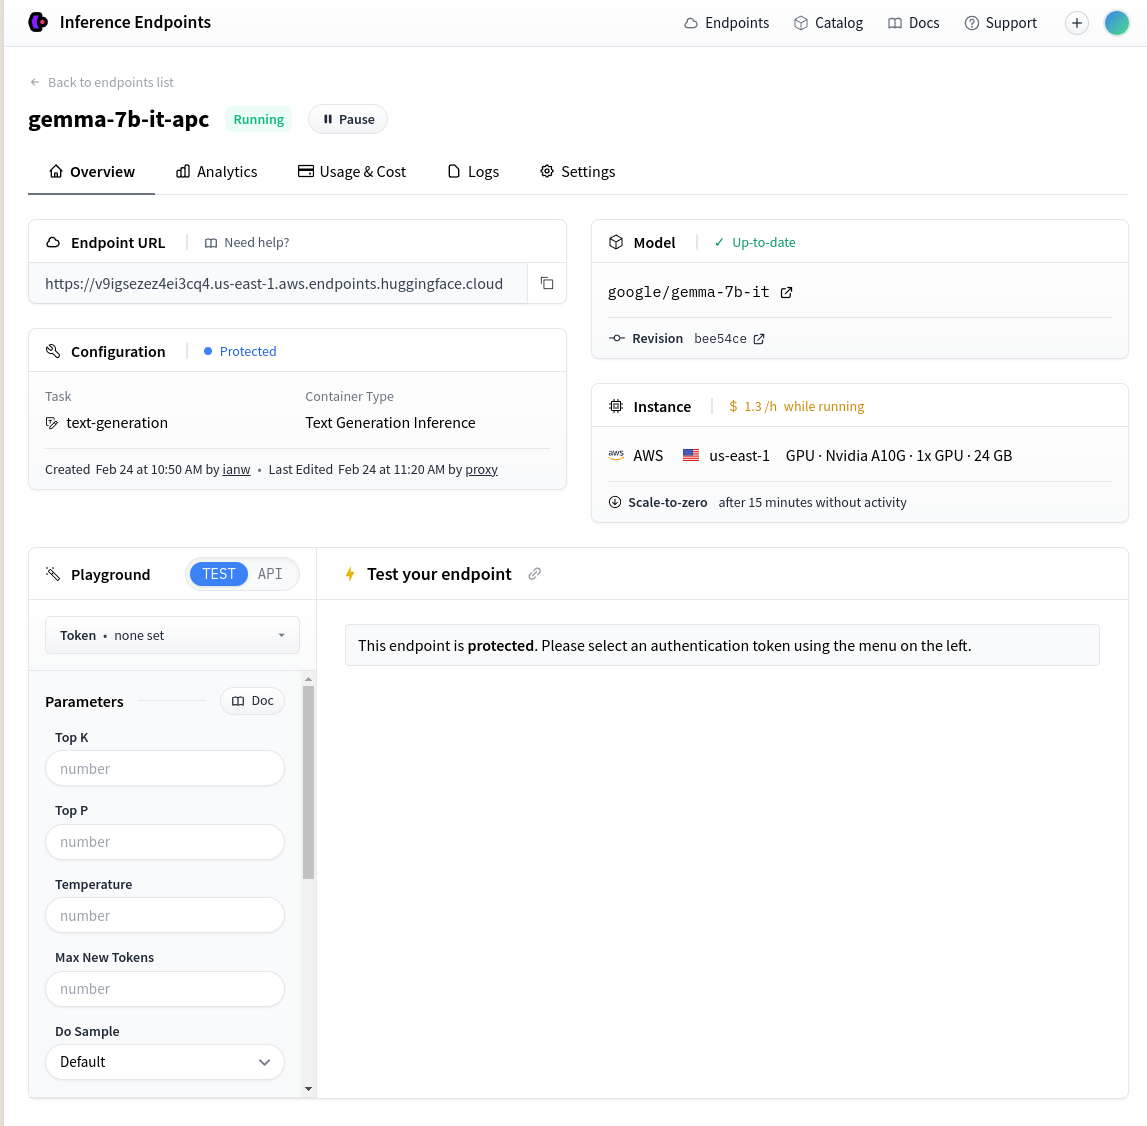 Inference Endpoints
Endpoints Catalog Docs Support
Back to endpoints list
gemma-7b-it-apc Running Pause
Overview Analytics Usage & Cost Logs Settings
Endpoint URL Need help?
https://v9igsezez4ei3cq4.us-east-1.aws.endpoints.huggingface.cloud
Configuration Protected
Task Container Type
text-generation Text Generation Inference
Created Feb 24 at 10:50 AM by ianw • Last Edited Feb 24 at 11:20 AM by proxy
Model ✓ Up-to-date
google/gemma-7b-it
Revision bee54ce
Instance $ 1.3 /h while running
aws AWS us-east-1 GPU · Nvidia A10G · 1x GPU · 24 GB
Scale-to-zero after 15 minutes without activity
Playground TEST API
Token • none set
Parameters Doc
Top K
number
Top P
number
Temperature
number
Max New Tokens
number
Do Sample
Default
Test your endpoint
This endpoint is protected. Please select an authentication token using the menu on the left.